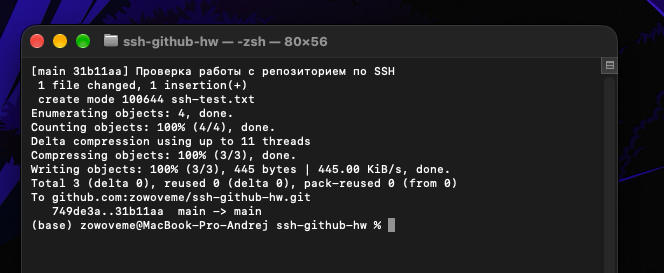 ssh-github-hw — -zsh — 80×56
[main 31b11aa] Проверка работы с репозиторием по SSH
 1 file changed, 1 insertion(+)
 create mode 100644 ssh-test.txt
Enumerating objects: 4, done.
Counting objects: 100% (4/4), done.
Delta compression using up to 11 threads
Compressing objects: 100% (3/3), done.
Writing objects: 100% (3/3), 445 bytes | 445.00 KiB/s, done.
Total 3 (delta 0), reused 0 (delta 0), pack-reused 0 (from 0)
To github.com:zowoveme/ssh-github-hw.git
   749de3a..31b11aa  main -> main
(base) zowoveme@MacBook-Pro-Andrej ssh-github-hw %